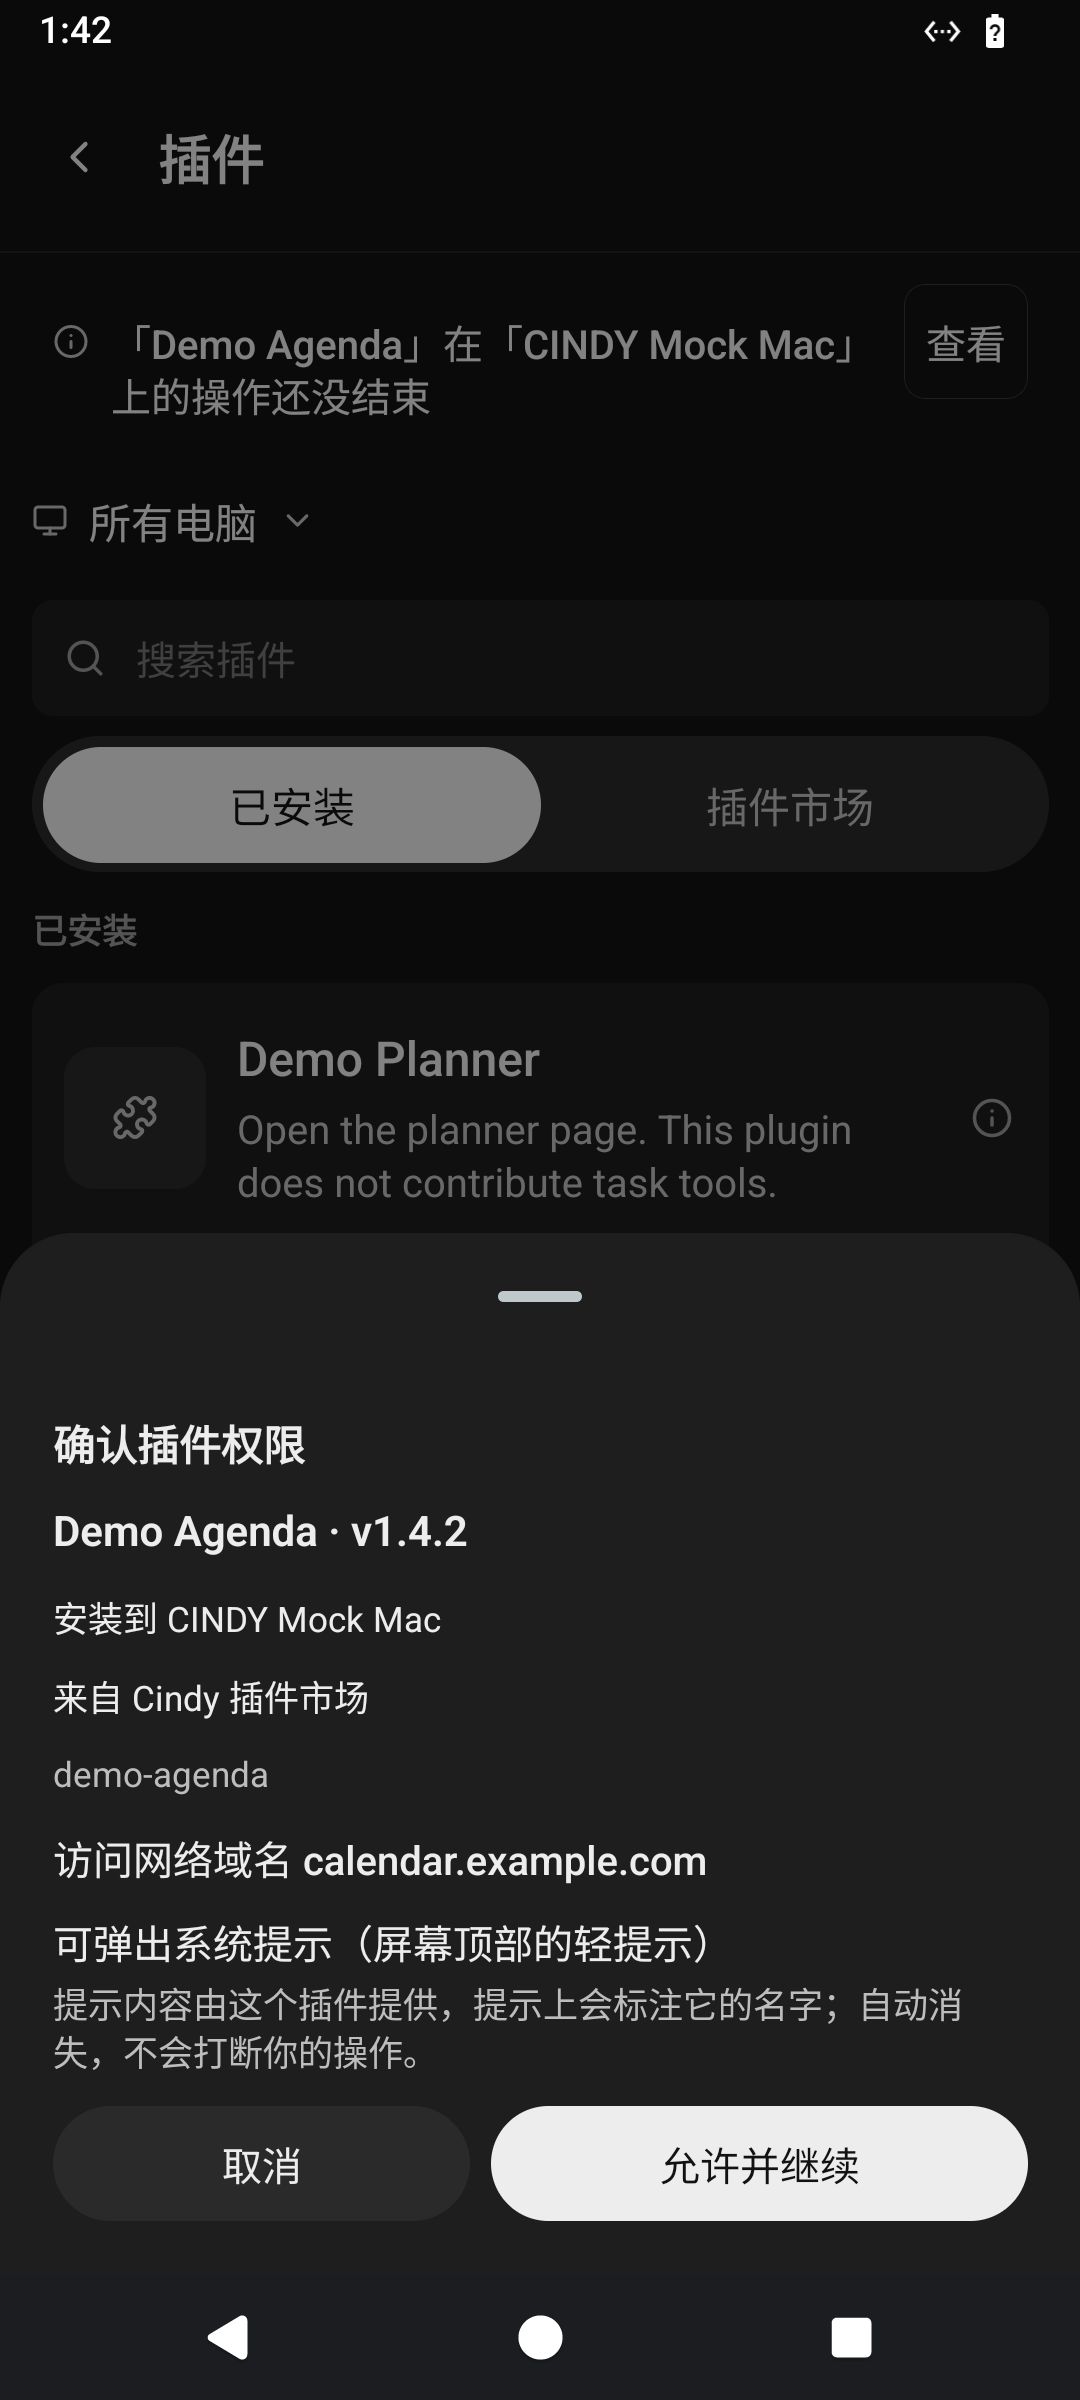 1:42
插件
「Demo Agenda」在「CINDY Mock Mac」
上的操作还没结束
查看
所有电脑
搜索插件
已安装
插件市场
已安装
Demo Planner
Open the planner page. This plugin
does not contribute task tools.
确认插件权限
Demo Agenda · v1.4.2
安装到 CINDY Mock Mac
来自 Cindy 插件市场
demo-agenda
访问网络域名 calendar.example.com
可弹出系统提示（屏幕顶部的轻提示）
提示内容由这个插件提供，提示上会标注它的名字；自动消
失，不会打断你的操作。
取消
允许并继续